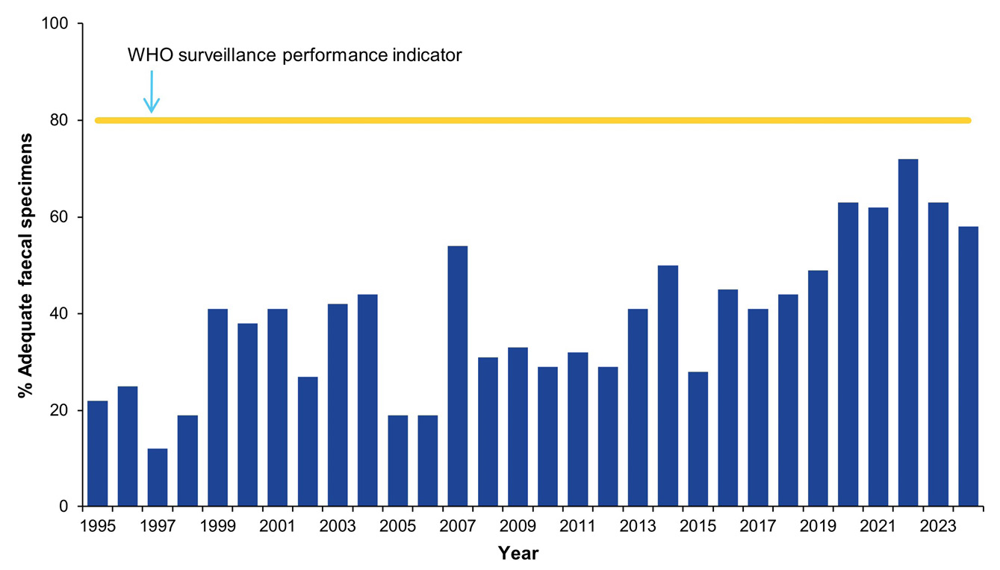 100
WHO surveillance performance indicator
80
60
40
20
0
% Adequate faecal specimens
1995 1997 1999 2001 2003 2005 2007 2009 2011 2013 2015 2017 2019 2021 2023
Year